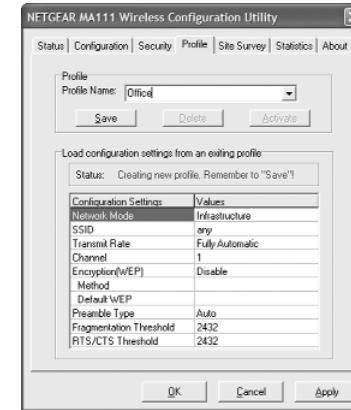 NETGEAR MA111 Wireless Configuration Utility
Status Configuration Security Profile Site Survey Statistics About
Profile
Profile Name: Office
Save Delete Activate
Load configuration settings from an exiting profile
Status: Creating new profile. Remember to "Save"!
Configuration Settings Values
Network Mode Infrastructure
SSID any
Transmit Rate Fully Automatic
Channel 1
Encryption(WEP) Disable
Method
Default WEP
Preamble Type Auto
Fragmentation Threshold 2432
RTS/CTS Threshold 2432
OK Cancel Apply